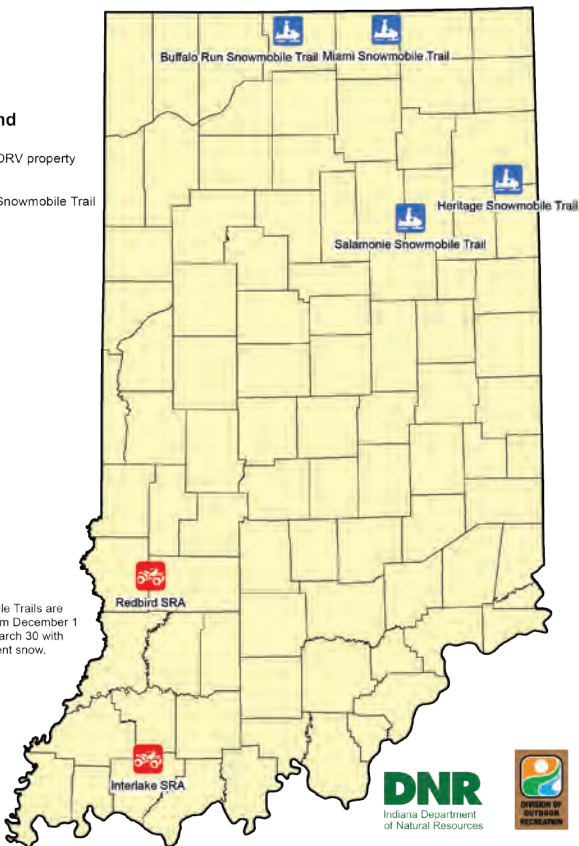 Buffalo Run Snowmobile Trail Miami Snowmobile Trail
nd
ORV property
Snowmobile Trail
Heritage Snowmobile Trail
Salamonie Snowmobile Trail
Redbird SRA
le Trails are
m December 1
arch 30 with
ent snow.
Interlake SRA
DNR
Indiana Department
of Natural Resources
DIVISION OF
OUTDOOR
RECREATION